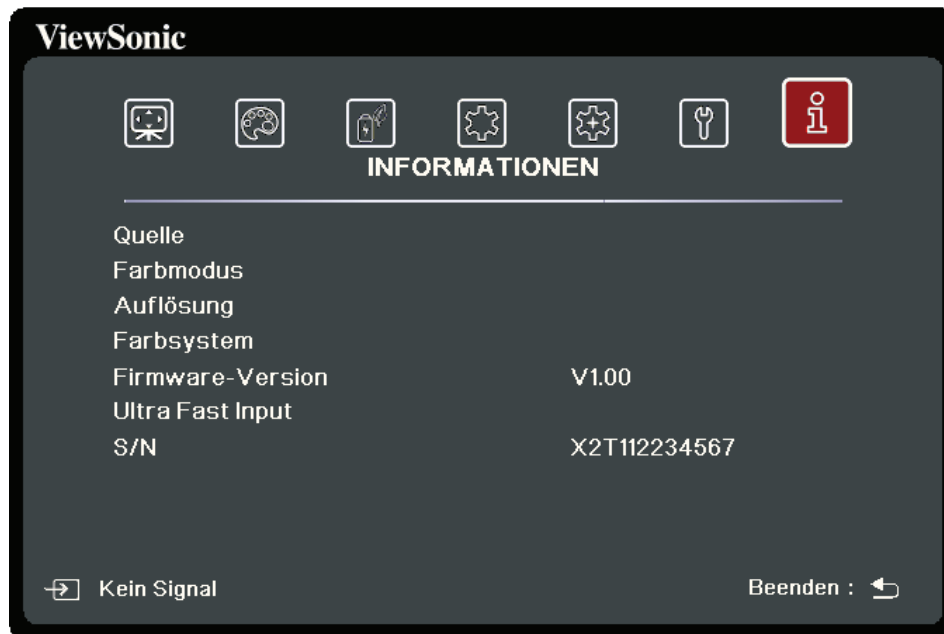 ViewSonic
INFORMATIONEN
Quelle
Farbmodus
Auflösung
Farbsystem
Firmware-Version V1.00
Ultra Fast Input
S/N X2T112234567
Kein Signal Beenden :